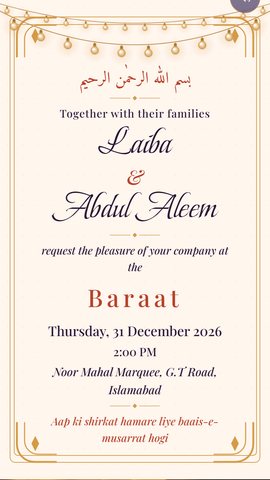 بسم الله الرحمٰن الرحيم
Together with their families
Laiba
&
Abdul Aleem
request the pleasure of your company at
the
Baraat
Thursday, 31 December 2026
2:00 PM
Noor Mahal Marquee, G.T Road,
Islamabad
Aap ki shirkat hamare liye baais-e-
musarrat hogi